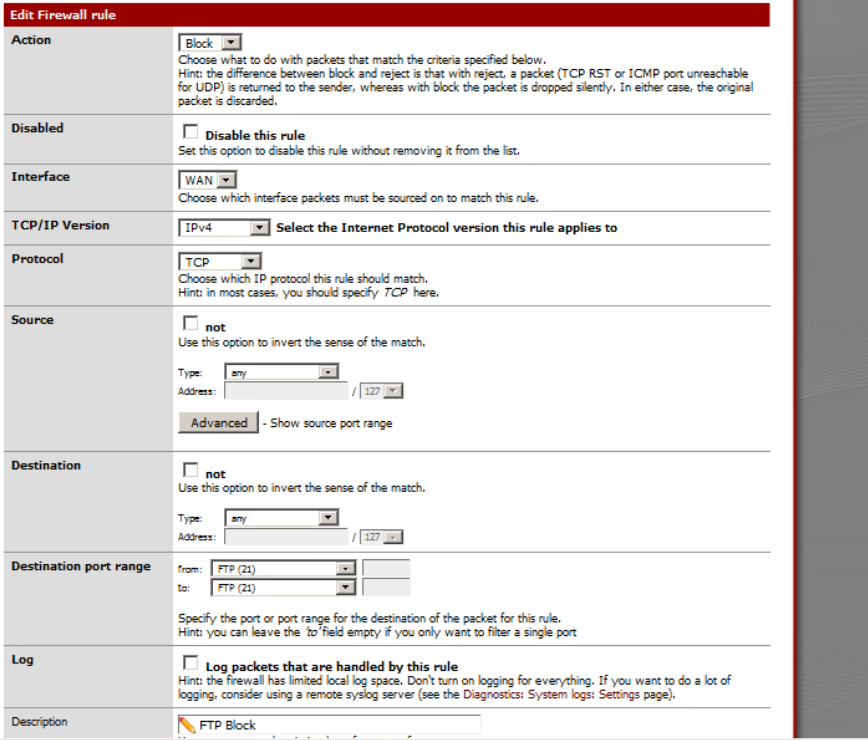 Edit Firewall rule
Action
Block
Choose what to do with packets that match the criteria specified below.
Hint: the difference between block and reject is that with reject, a packet (TCP RST or ICMP port unreachable
for UDP) is returned to the sender, whereas with block the packet is dropped silently. In either case, the original
packet is discarded.
Disabled
Disable this rule
Set this option to disable this rule without removing it from the list.
Interface
WAN
Choose which interface packets must be sourced on to match this rule.
TCP/IP Version
IPv4 Select the Internet Protocol version this rule applies to
Protocol
TCP
Choose which IP protocol this rule should match.
Hint: in most cases, you should specify TCP here.
Source
not
Use this option to invert the sense of the match.
Type: any
Address: / 127
Advanced - Show source port range
Destination
not
Use this option to invert the sense of the match.
Type: any
Address: / 127
Destination port range
from: FTP (21)
to: FTP (21)
Specify the port or port range for the destination of the packet for this rule.
Hint: you can leave the 'to' field empty if you only want to filter a single port
Log
Log packets that are handled by this rule
Hint: the firewall has limited local log space. Don't turn on logging for everything. If you want to do a lot of
logging, consider using a remote syslog server (see the Diagnostics: System logs: Settings page).
Description
FTP Block